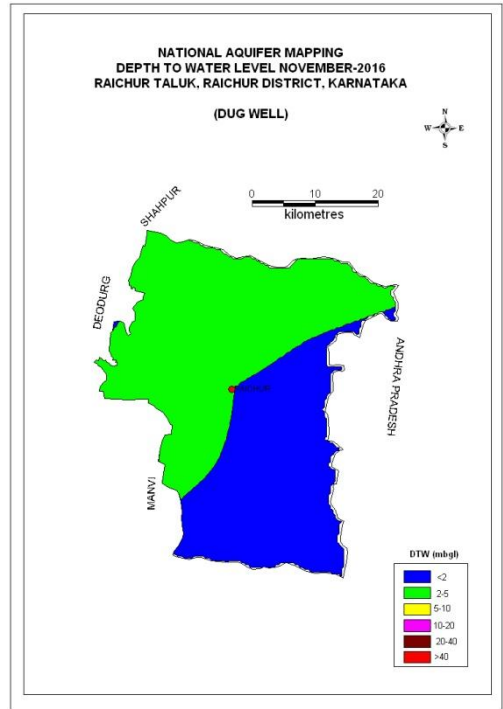 NATIONAL AQUIFER MAPPING
DEPTH TO WATER LEVEL NOVEMBER-2016
RAICHUR TALUK, RAICHUR DISTRICT, KARNATAKA
(DUG WELL)
N
W E
S
0 10 20
kilometres
SHAHPUR
DEODURG
ANDHRA PRADESH
RAICHUR
MANVI
DTW (mbgl)
<2
2-5
5-10
10-20
20-40
>40